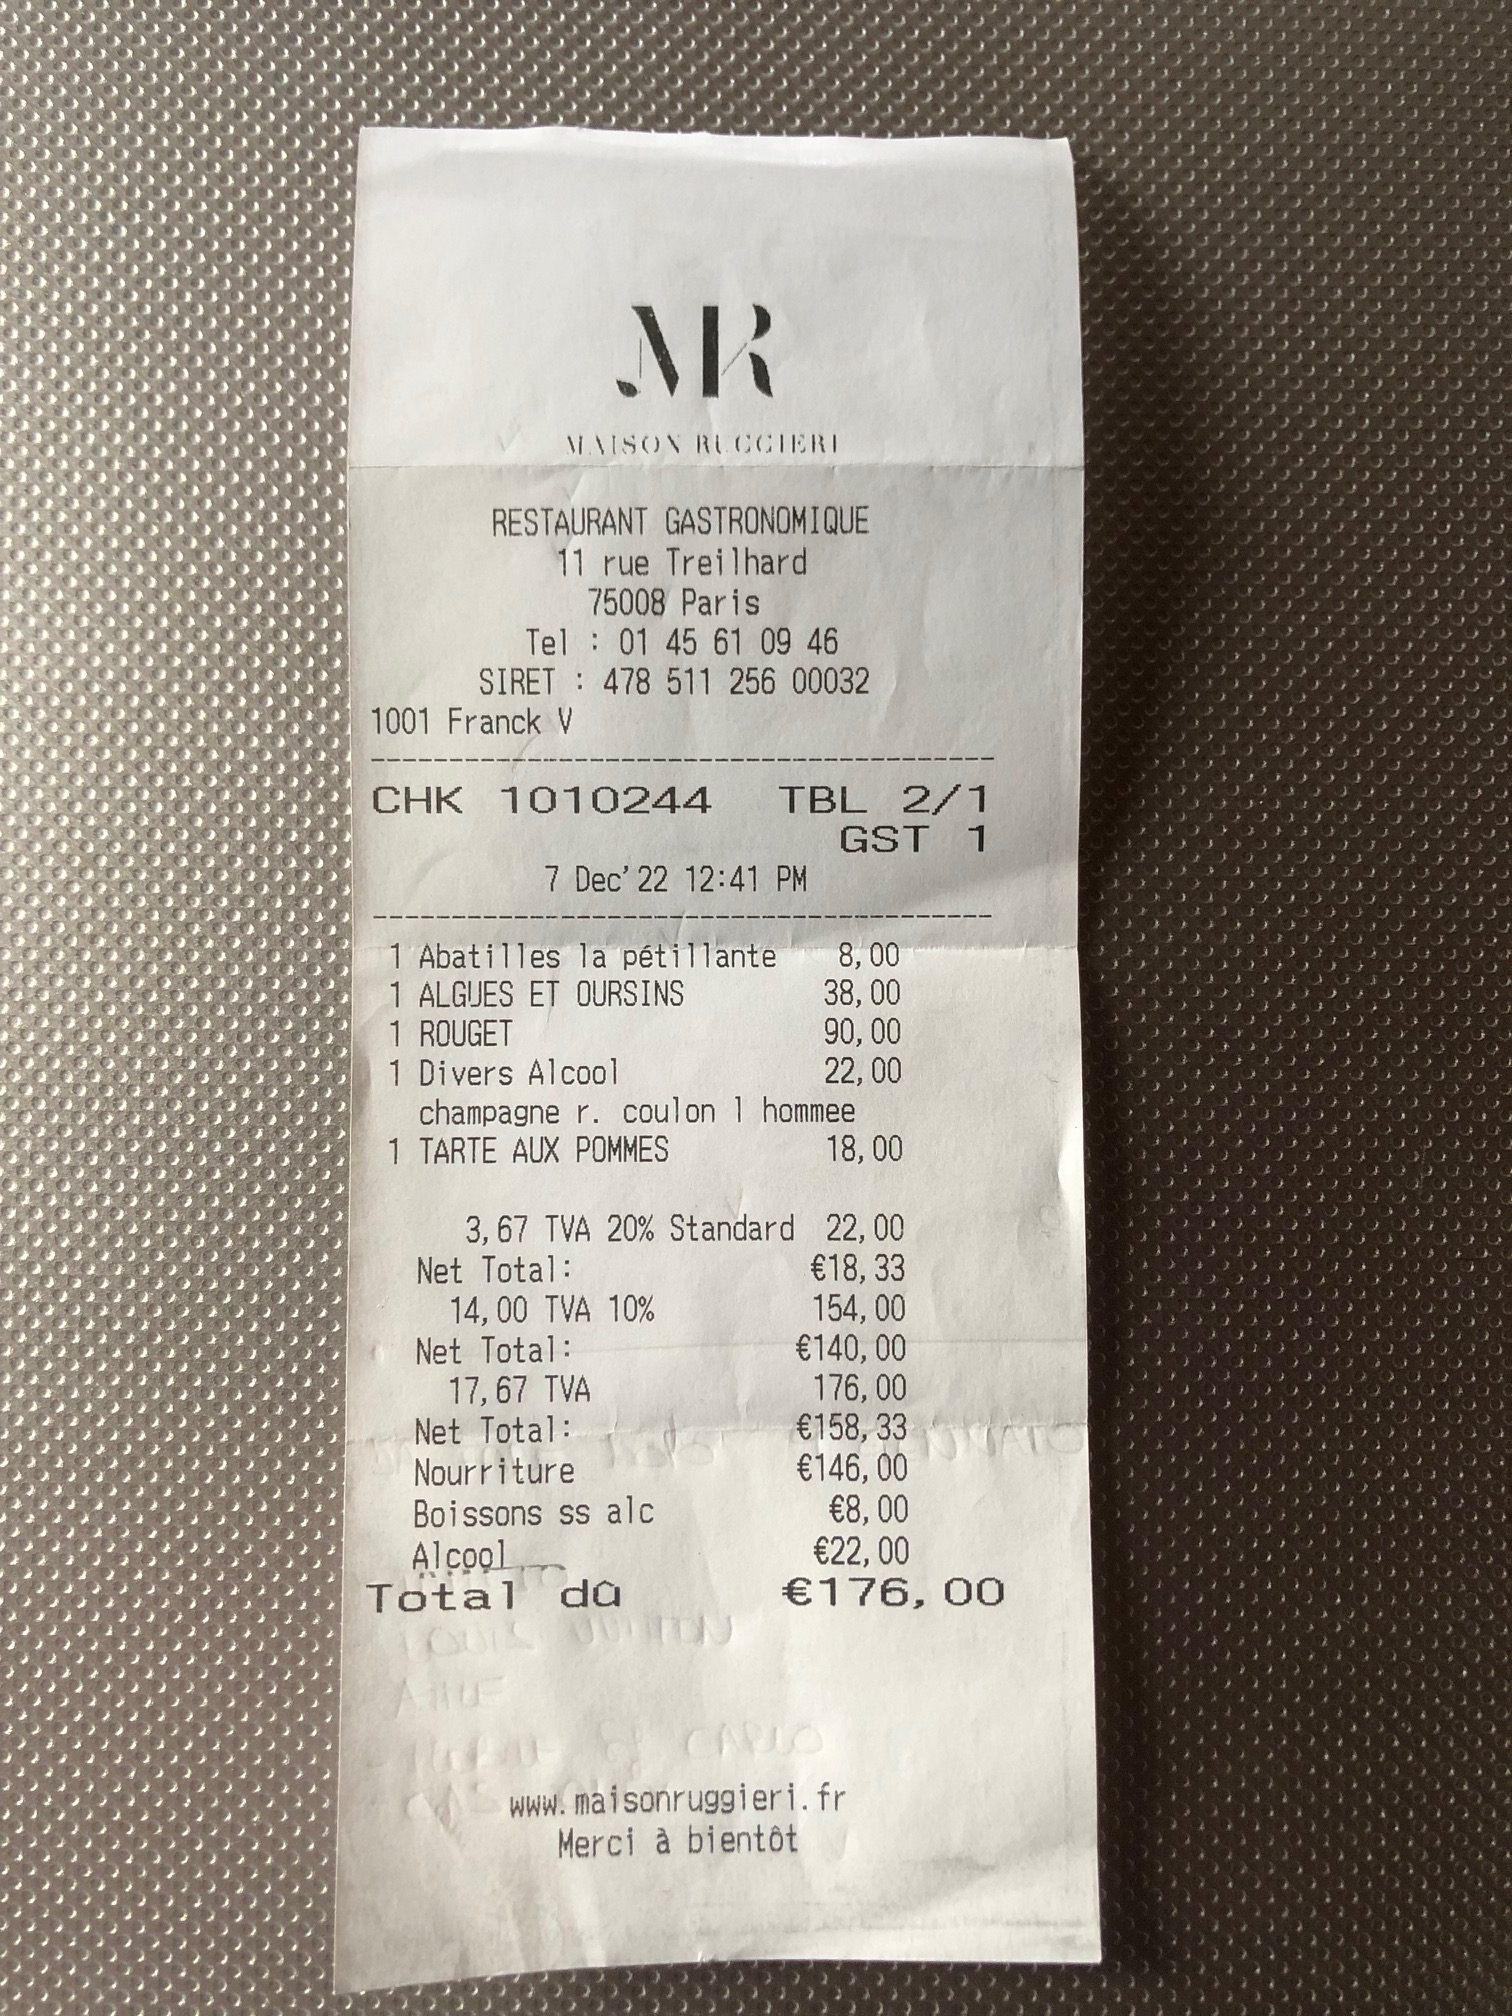 MR
MAISON RUGGIERI
RESTAURANT GASTRONOMIQUE
11 rue Treilhard
75008 Paris
Tel : 01 45 61 09 46
SIRET : 478 511 256 00032
1001 Franck V
CHK 1010244 TBL 2/1
GST 1
7 Dec'22 12:41 PM
1 Abatilles la pétillante 8,00
1 ALGUES ET OURSINS 38,00
1 ROUGET 90,00
1 Divers Alcool 22,00
champagne r. coulon l hommee
1 TARTE AUX POMMES 18,00
3,67 TVA 20% Standard 22,00
Net Total: €18,33
14,00 TVA 10% 154,00
Net Total: €140,00
17,67 TVA 176,00
Net Total: €158,33
Nourriture €146,00
Boissons ss alc €8,00
Alcool €22,00
Total dû €176,00
www.maisonruggieri.fr
Merci à bientôt